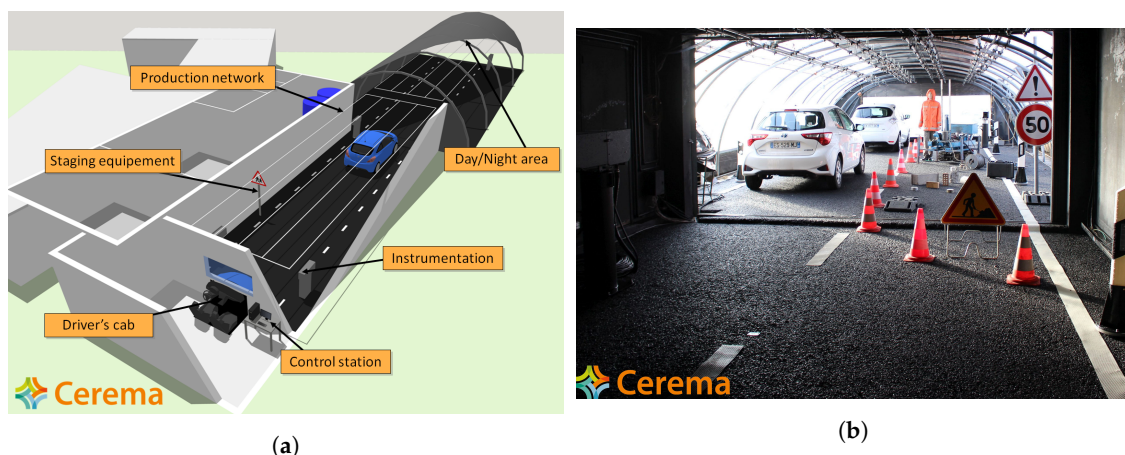 Production network
Staging equipement
Day/Night area
Instrumentation
Driver's cab
Control station
Cerema
(a)
50
Cerema
(b)